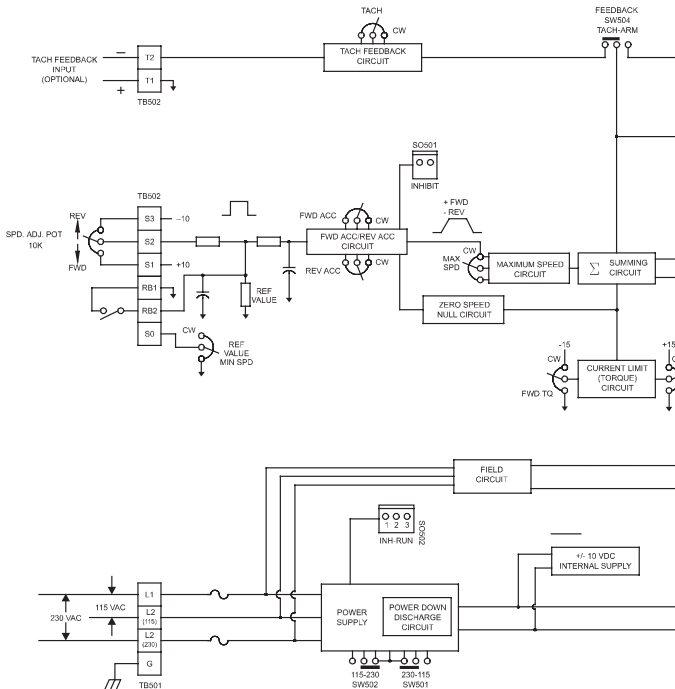 TACH
CW
FEEDBACK
SW504
TACH-ARM
TACH FEEDBACK
INPUT
(OPTIONAL)
–
+
T2
T1
TB502
TACH FEEDBACK
CIRCUIT
SO501
INHIBIT
TB502
SPD. ADJ. POT
10K
REV
FWD
S3
–10
S2
S1
+10
RB1
RB2
S0
CW
REF
VALUE
MIN SPD
REF
VALUE
FWD ACC
CW
FWD ACC/REV ACC
CIRCUIT
REV ACC
CW
+ FWD
- REV
CW
MAX
SPD
MAXIMUM SPEED
CIRCUIT
∑
SUMMING
CIRCUIT
ZERO SPEED
NULL CIRCUIT
-15
CW
FWD TQ
CURRENT LIMIT
(TORQUE)
CIRCUIT
+15
C
FIELD
CIRCUIT
1 2 3
SO502
INH-RUN
+/- 10 VDC
INTERNAL SUPPLY
230 VAC
115 VAC
L1
L2
(115)
L2
(230)
G
TB501
POWER
SUPPLY
POWER DOWN
DISCHARGE
CIRCUIT
115-230
SW502
230-115
SW501